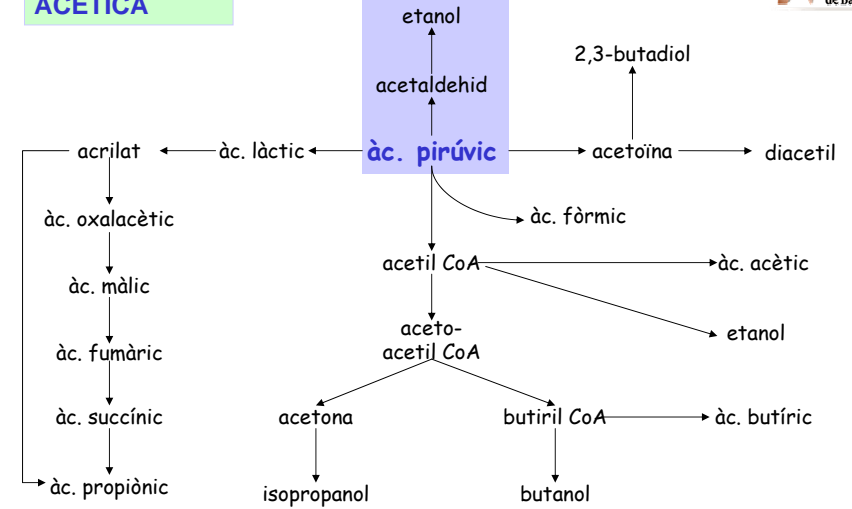 ACÈTICA
etanol
2,3-butadiol
acetaldehid
acrilat
àc. làctic
àc. pirúvic
acetoïna
diacetil
àc. oxalacètic
àc. fòrmic
acetil CoA
àc. acètic
àc. màlic
etanol
aceto-
acetil CoA
àc. fumàric
àc. succínic
acetona
butiril CoA
àc. butíric
àc. propiònic
isopropanol
butanol